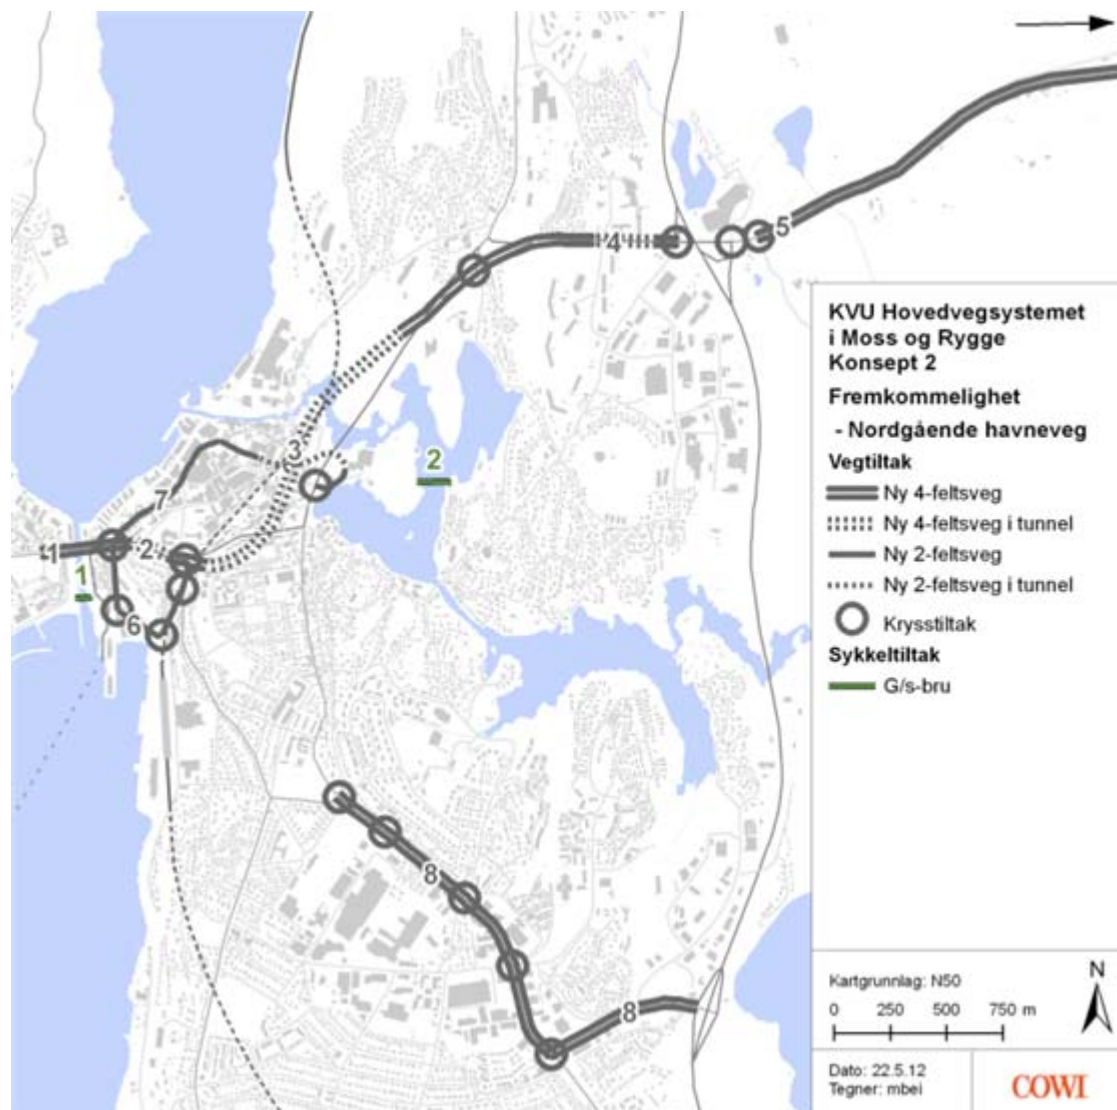 KVU Hovedvegsystemet
i Moss og Rygge
Konsept 2
Fremkommelighet
- Nordgående havneveg
Vegtiltak
Ny 4-feltsveg
Ny 4-feltsveg i tunnel
Ny 2-feltsveg
Ny 2-feltsveg i tunnel
Krysstiltak
Sykkeltiltak
G/s-bru
Kartgrunnlag: N50
N
0 250 500 750 m
Dato: 22.5.12
Tegner: mbei
COWI
5
4
3
2
7
1
2
1
6
8
8